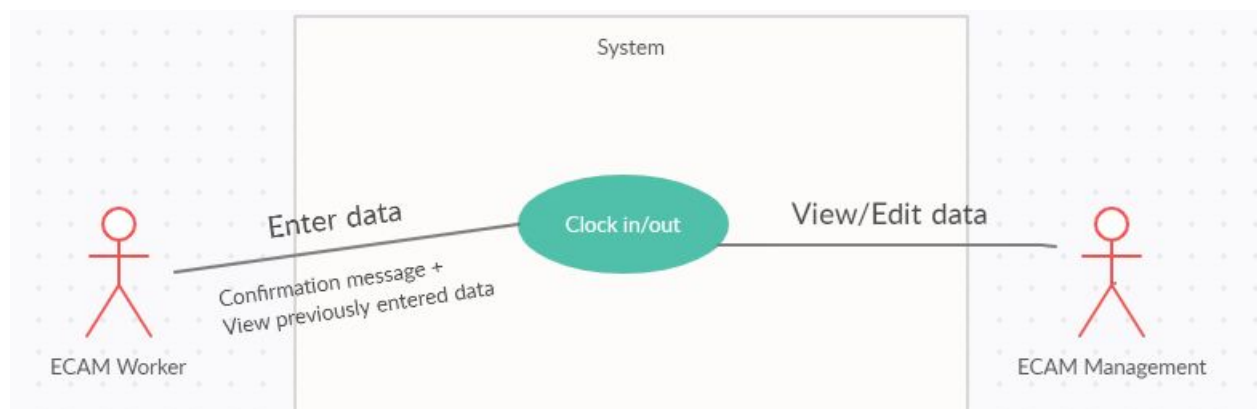 System
Enter data
Clock in/out
View/Edit data
Confirmation message +
View previously entered data
ECAM Worker
ECAM Management